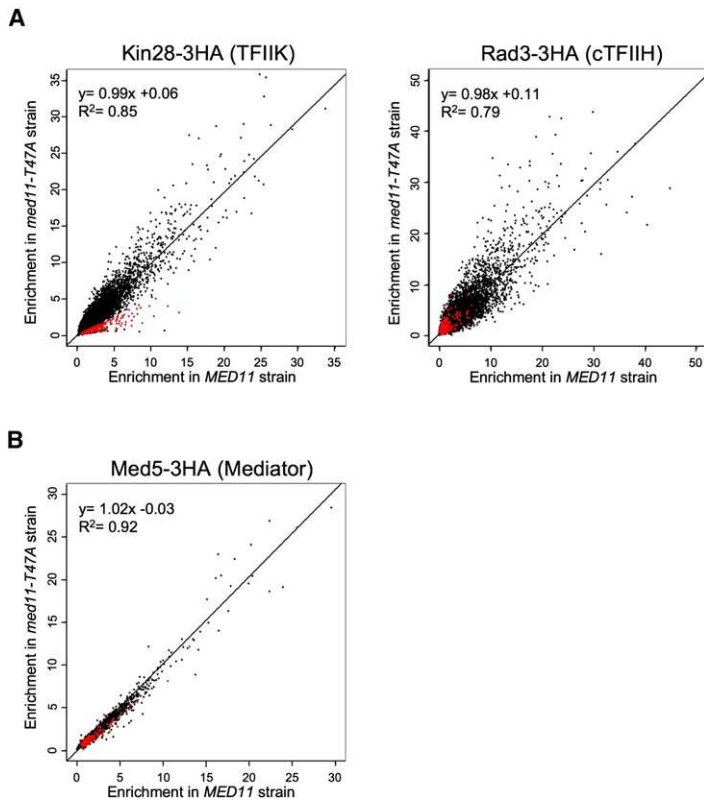 A
Kin28-3HA (TFIIK)
y= 0.99x +0.06
R²= 0.85
Enrichment in med11-T47A strain
0 5 10 15 20 25 30 35
0 5 10 15 20 25 30 35
Enrichment in MED11 strain
Rad3-3HA (cTFIIH)
y= 0.98x +0.11
R²= 0.79
Enrichment in med11-T47A strain
0 10 20 30 40 50
0 10 20 30 40 50
Enrichment in MED11 strain
B
Med5-3HA (Mediator)
y= 1.02x -0.03
R²= 0.92
Enrichment in med11-T47A strain
0 5 10 15 20 25 30
0 5 10 15 20 25 30
Enrichment in MED11 strain